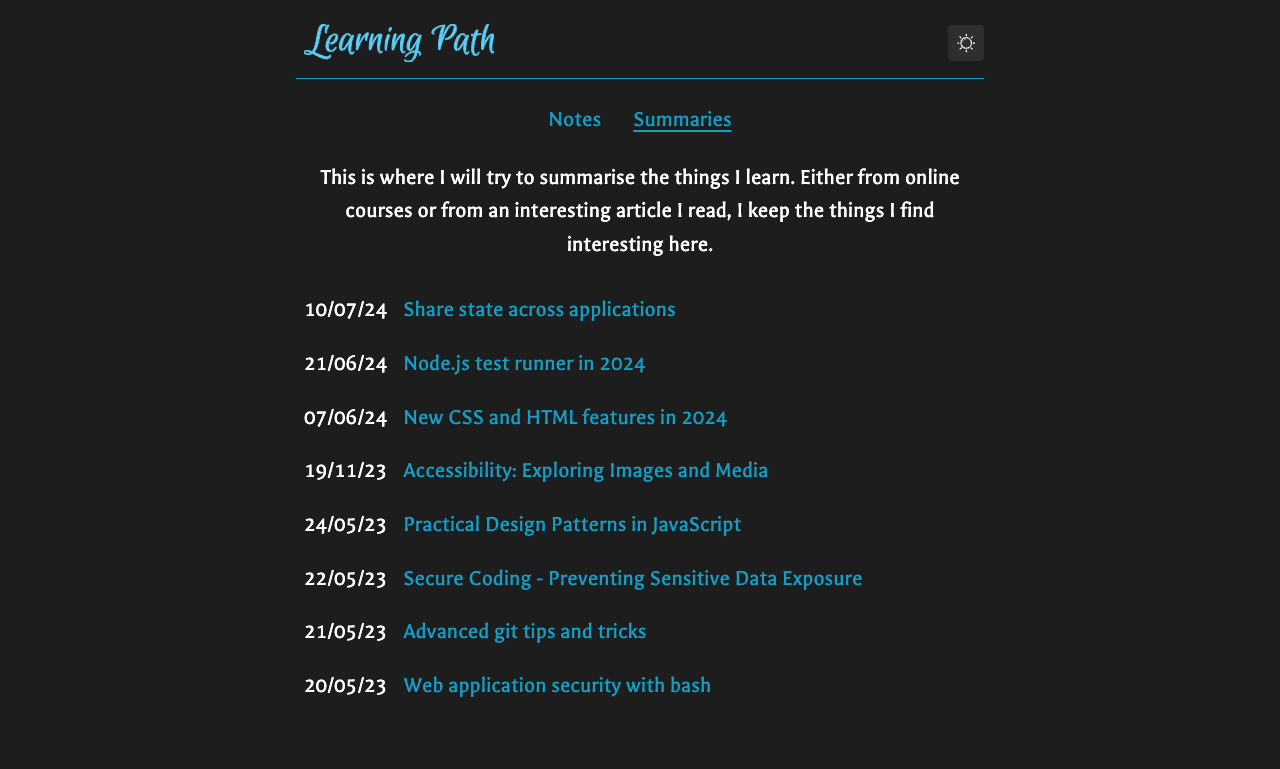 Learning Path
Notes Summaries
This is where I will try to summarise the things I learn. Either from online
courses or from an interesting article I read, I keep the things I find
interesting here.
10/07/24 Share state across applications
21/06/24 Node.js test runner in 2024
07/06/24 New CSS and HTML features in 2024
19/11/23 Accessibility: Exploring Images and Media
24/05/23 Practical Design Patterns in JavaScript
22/05/23 Secure Coding - Preventing Sensitive Data Exposure
21/05/23 Advanced git tips and tricks
20/05/23 Web application security with bash